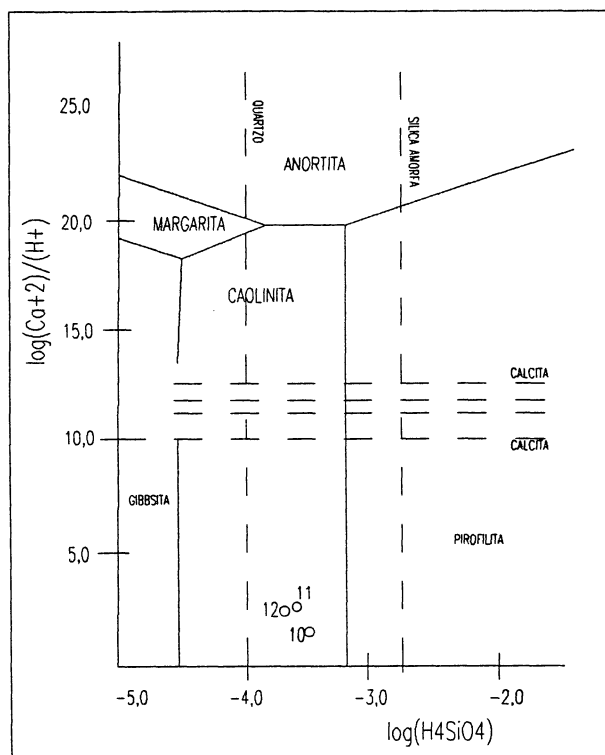 25,0
QUARTZO
SILICA AMORFA
ANORTITA
20,0
MARGARITA
log(Ca+2)/(H+)
CAOLINITA
15,0
CALCITA
10,0
CALCITA
GIBBSITA
PIROFILITA
5,0
11
12
10
-5,0
-4,0
-3,0
-2,0
log(H4SiO4)